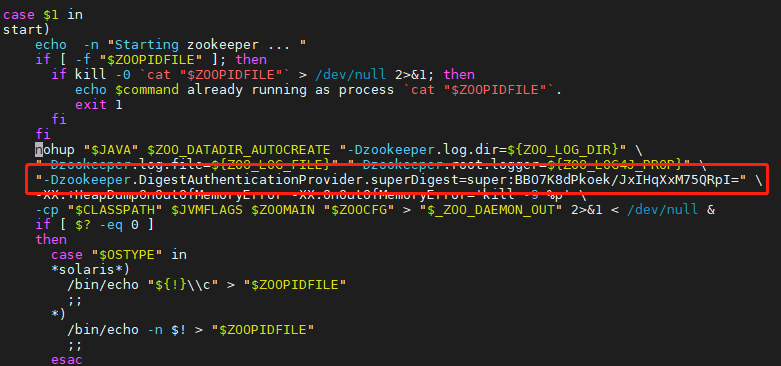 case $1 in
start)
    echo  -n "Starting zookeeper ... "
    if [ -f "$ZOOPIDFILE" ]; then
      if kill -0 `cat "$ZOOPIDFILE"` > /dev/null 2>&1; then
         echo $command already running as process `cat "$ZOOPIDFILE"`.
         exit 1
      fi
    fi
    nohup "$JAVA" $ZOO_DATADIR_AUTOCREATE "-Dzookeeper.log.dir=${ZOO_LOG_DIR}" \
    "-Dzookeeper.log.file=${ZOO_LOG_FILE}" "-Dzookeeper.root.logger=${ZOO_LOG4J_PROP}" \
    "-Dzookeeper.DigestAuthenticationProvider.superDigest=super:BBO7K8dPkoek/JxIHqXxM75QRpI=" \
    -XX:+HeapDumpOnOutOfMemoryError -XX:OnOutOfMemoryError='kill -9 %p' \
    -cp "$CLASSPATH" $JVMFLAGS $ZOOMAIN "$ZOOCFG" > "$_ZOO_DAEMON_OUT" 2>&1 < /dev/null &
    if [ $? -eq 0 ]
    then
      case "$OSTYPE" in
      *solaris*)
        /bin/echo "${!}\\c" > "$ZOOPIDFILE"
        ;;
      *)
        /bin/echo -n $! > "$ZOOPIDFILE"
        ;;
      esac